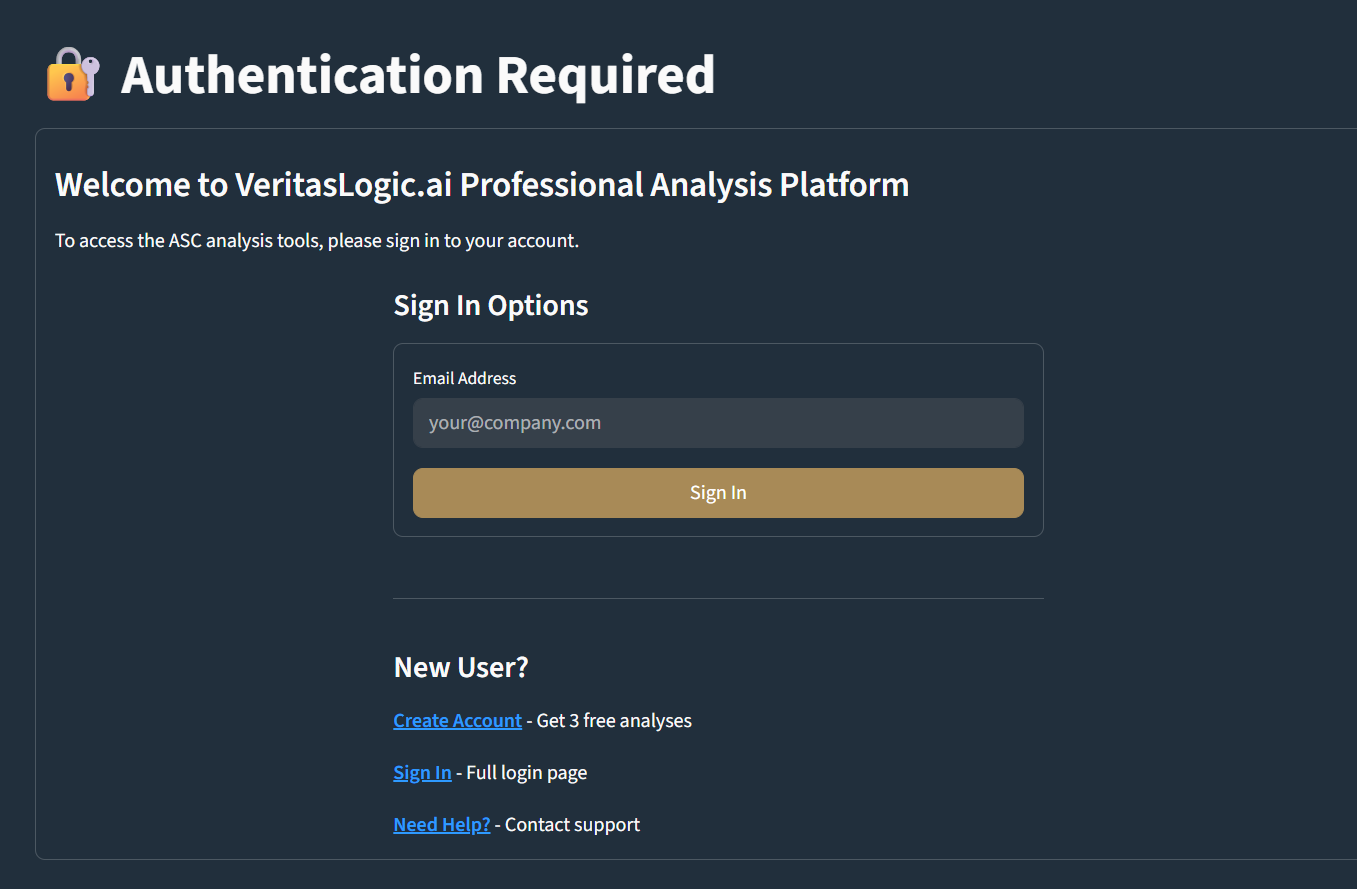 Authentication Required
Welcome to VeritasLogic.ai Professional Analysis Platform
To access the ASC analysis tools, please sign in to your account.
Sign In Options
Email Address
your@company.com
Sign In
New User?
Create Account - Get 3 free analyses
Sign In - Full login page
Need Help? - Contact support